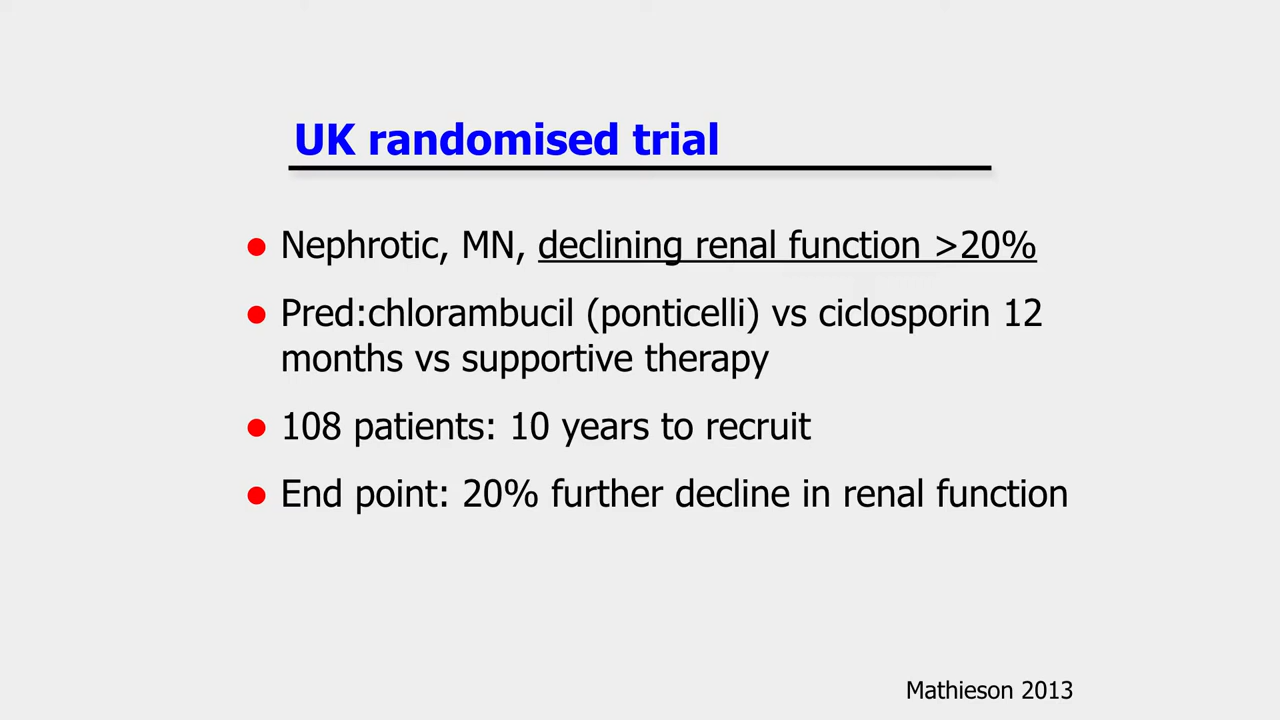 UK randomised trial
● Nephrotic, MN, declining renal function >20%
● Pred:chlorambucil (ponticelli) vs ciclosporin 12
months vs supportive therapy
● 108 patients: 10 years to recruit
● End point: 20% further decline in renal function
Mathieson 2013